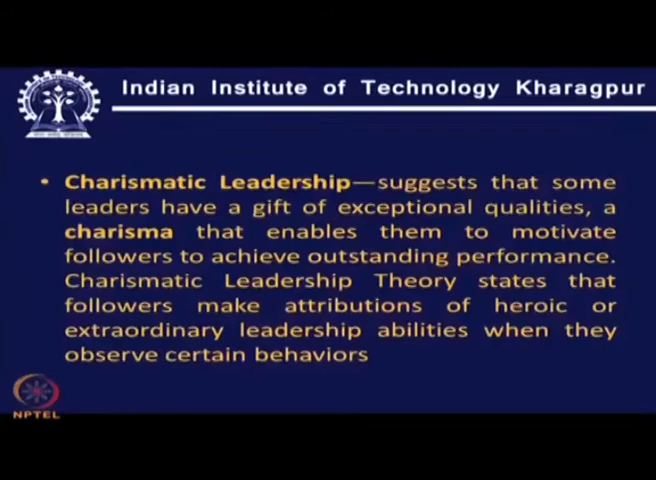 Indian Institute of Technology Kharagpur
• Charismatic Leadership—suggests that some
leaders have a gift of exceptional qualities, a
charisma that enables them to motivate
followers to achieve outstanding performance.
Charismatic Leadership Theory states that
followers make attributions of heroic or
extraordinary leadership abilities when they
observe certain behaviors
NPTEL